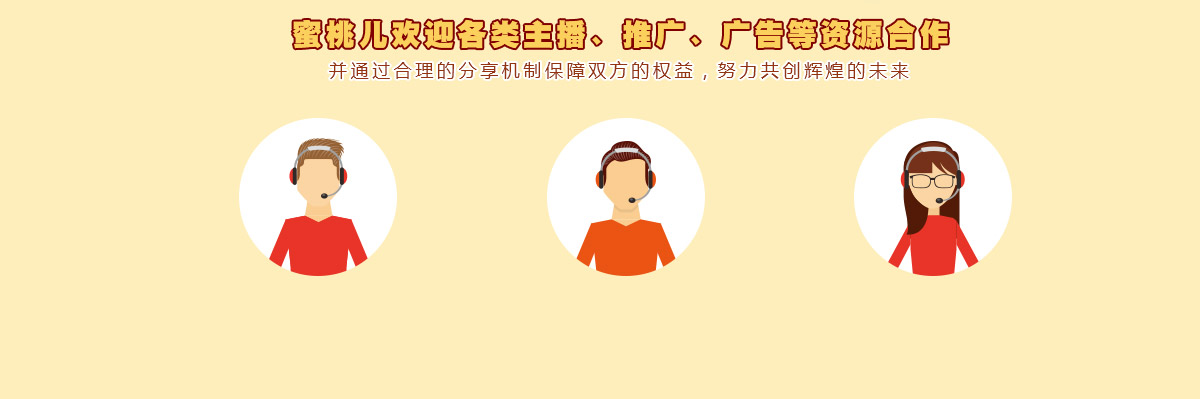 蜜桃儿欢迎各类主播、推广、广告等资源合作
并通过合理的分享机制保障双方的权益，努力共创辉煌的未来